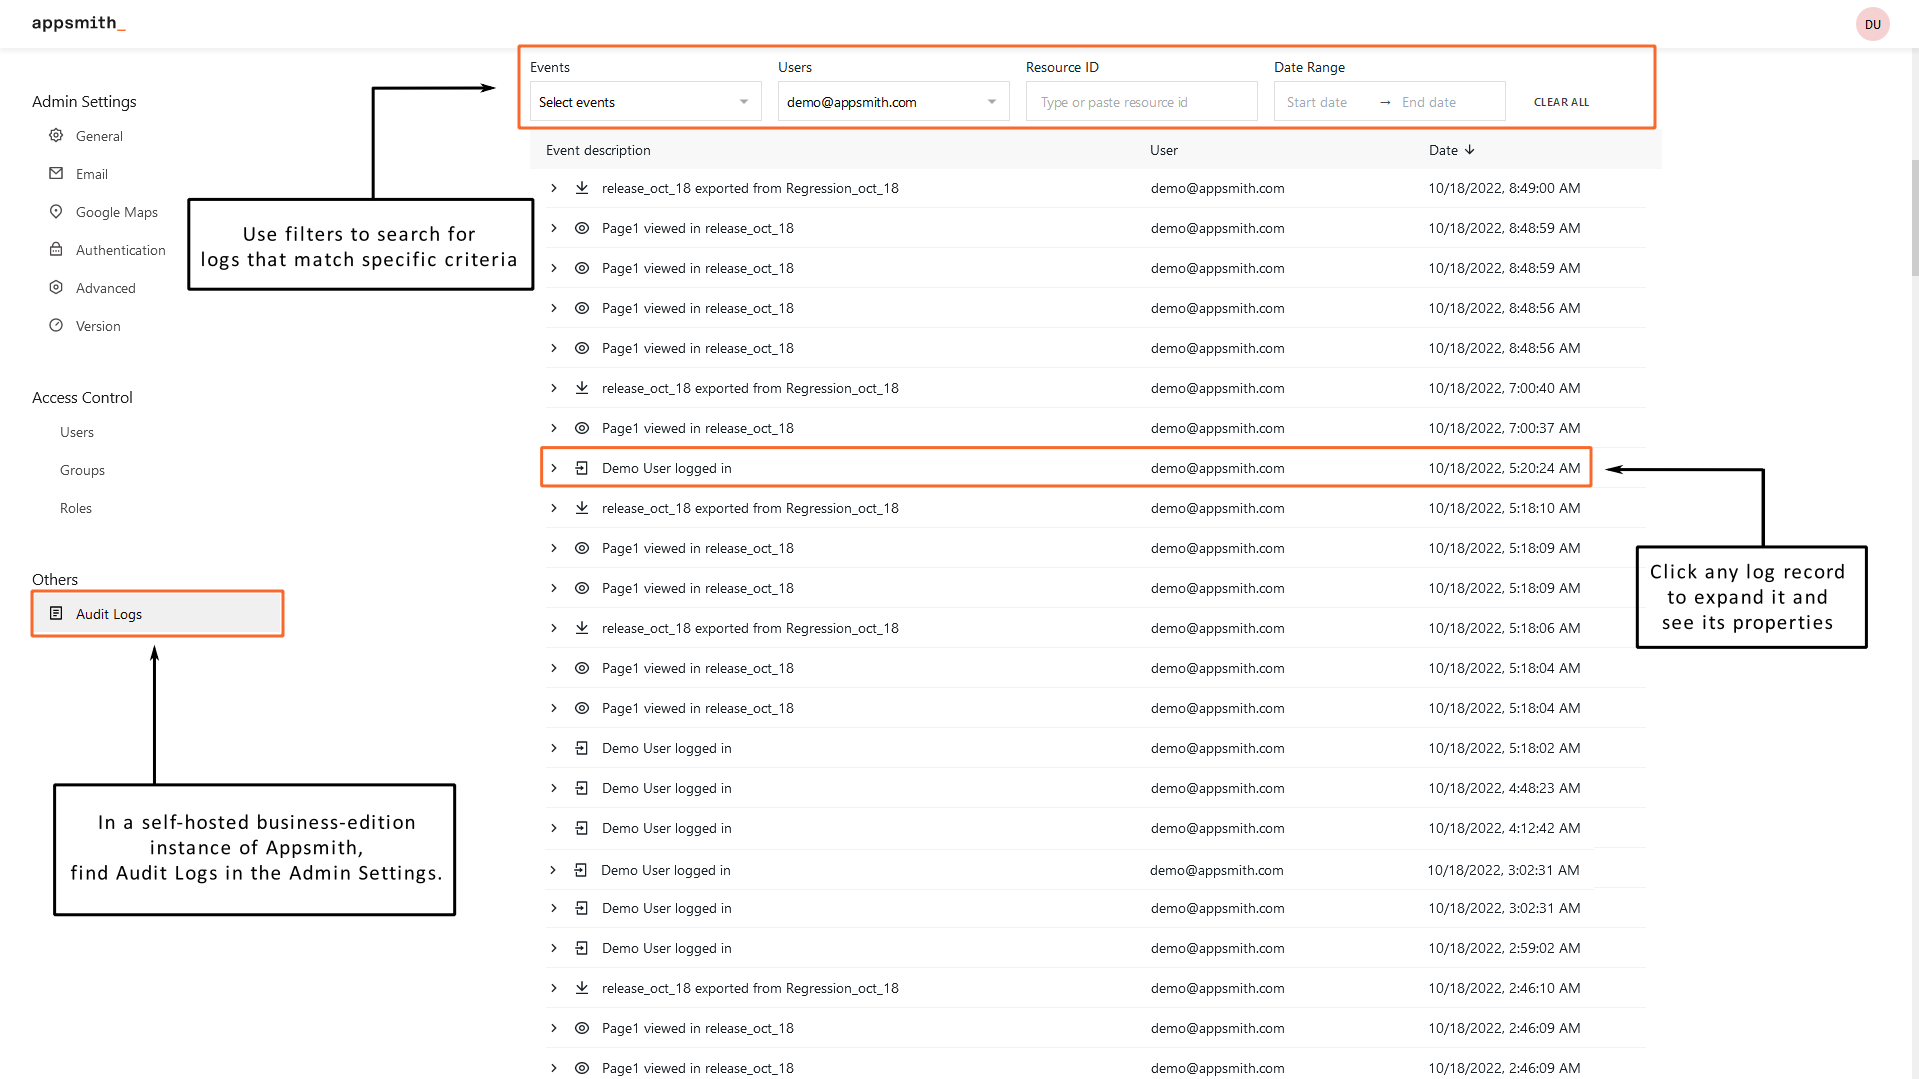 appsmith_
DU
Events
Users
Resource ID
Date Range
Select events
demo@appsmith.com
Type or paste resource id
Start date → End date
CLEAR ALL
Admin Settings
General
Email
Google Maps
Authentication
Advanced
Version
Access Control
Users
Groups
Roles
Others
Audit Logs
Use filters to search for
logs that match specific criteria
In a self-hosted business-edition
instance of Appsmith,
find Audit Logs in the Admin Settings.
Event description User Date ↓
release_oct_18 exported from Regression_oct_18 demo@appsmith.com 10/18/2022, 8:49:00 AM
Page1 viewed in release_oct_18 demo@appsmith.com 10/18/2022, 8:48:59 AM
Page1 viewed in release_oct_18 demo@appsmith.com 10/18/2022, 8:48:59 AM
Page1 viewed in release_oct_18 demo@appsmith.com 10/18/2022, 8:48:56 AM
Page1 viewed in release_oct_18 demo@appsmith.com 10/18/2022, 8:48:56 AM
release_oct_18 exported from Regression_oct_18 demo@appsmith.com 10/18/2022, 7:00:40 AM
Page1 viewed in release_oct_18 demo@appsmith.com 10/18/2022, 7:00:37 AM
Demo User logged in demo@appsmith.com 10/18/2022, 5:20:24 AM
release_oct_18 exported from Regression_oct_18 demo@appsmith.com 10/18/2022, 5:18:10 AM
Page1 viewed in release_oct_18 demo@appsmith.com 10/18/2022, 5:18:09 AM
Page1 viewed in release_oct_18 demo@appsmith.com 10/18/2022, 5:18:09 AM
release_oct_18 exported from Regression_oct_18 demo@appsmith.com 10/18/2022, 5:18:06 AM
Page1 viewed in release_oct_18 demo@appsmith.com 10/18/2022, 5:18:04 AM
Page1 viewed in release_oct_18 demo@appsmith.com 10/18/2022, 5:18:04 AM
Demo User logged in demo@appsmith.com 10/18/2022, 5:18:02 AM
Demo User logged in demo@appsmith.com 10/18/2022, 4:48:23 AM
Demo User logged in demo@appsmith.com 10/18/2022, 4:12:42 AM
Demo User logged in demo@appsmith.com 10/18/2022, 3:02:31 AM
Demo User logged in demo@appsmith.com 10/18/2022, 3:02:31 AM
Demo User logged in demo@appsmith.com 10/18/2022, 2:59:02 AM
release_oct_18 exported from Regression_oct_18 demo@appsmith.com 10/18/2022, 2:46:10 AM
Page1 viewed in release_oct_18 demo@appsmith.com 10/18/2022, 2:46:09 AM
Page1 viewed in release_oct_18 demo@appsmith.com 10/18/2022, 2:46:09 AM
Click any log record
to expand it and
see its properties